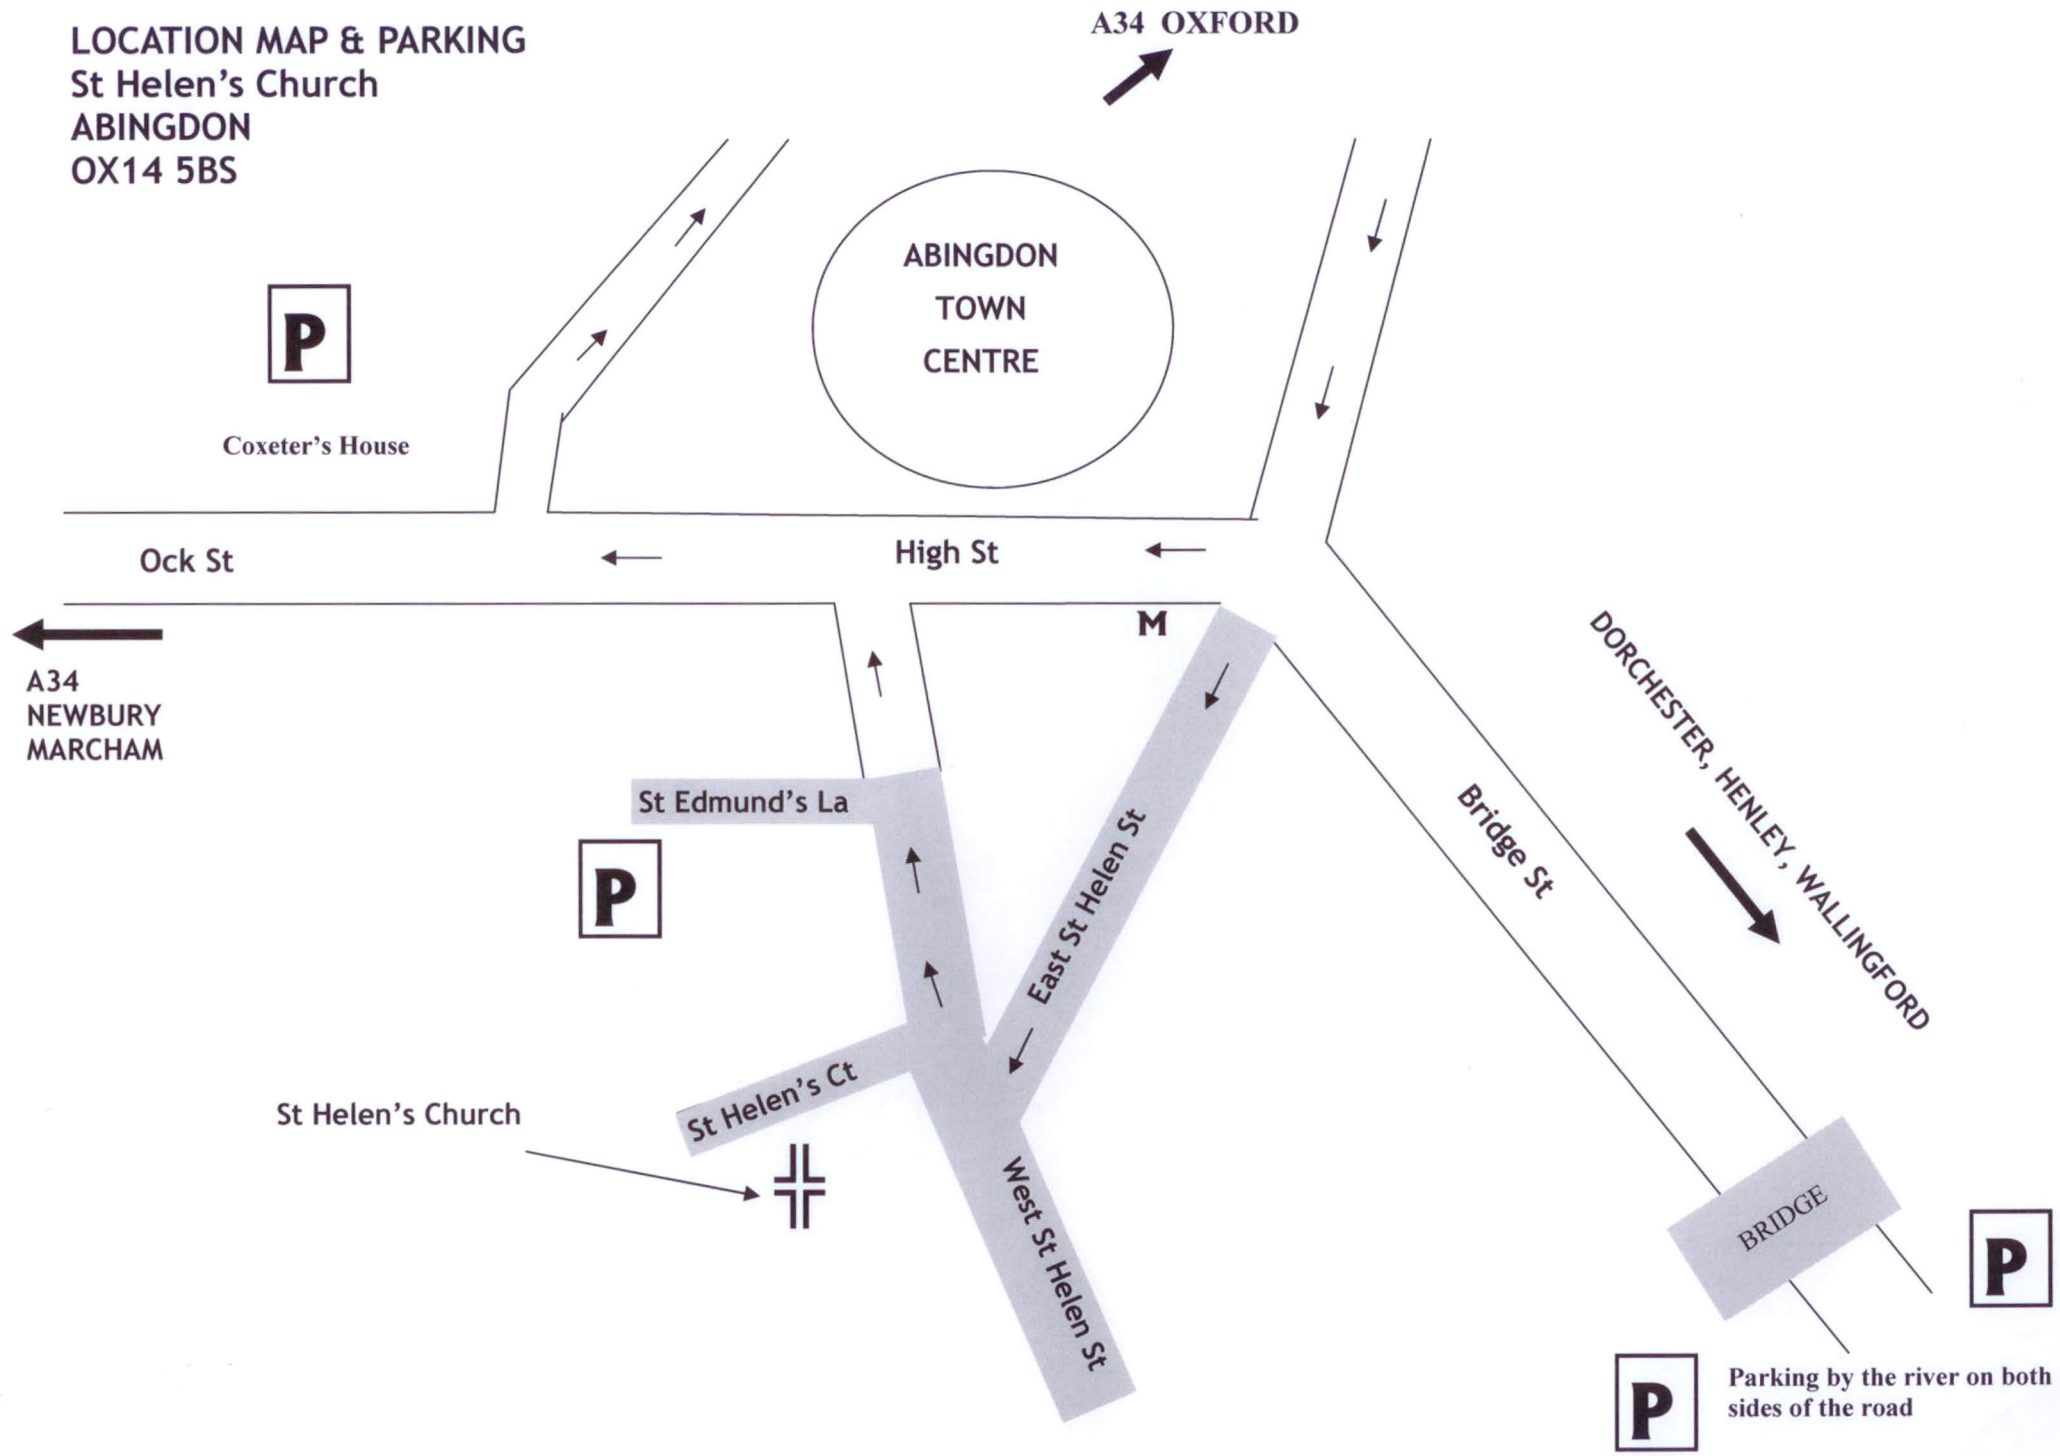 LOCATION MAP & PARKING
St Helen's Church
ABINGDON
OX14 5BS
A34 OXFORD
ABINGDON
TOWN
CENTRE
P
Coxeter's House
Ock St
High St
M
A34
NEWBURY
MARCHAM
DORCHESTER, HENLEY, WALLINGFORD
St Edmund's La
P
East St Helen St
Bridge St
St Helen's Ct
St Helen's Church
West St Helen St
BRIDGE
P
P
Parking by the river on both
sides of the road